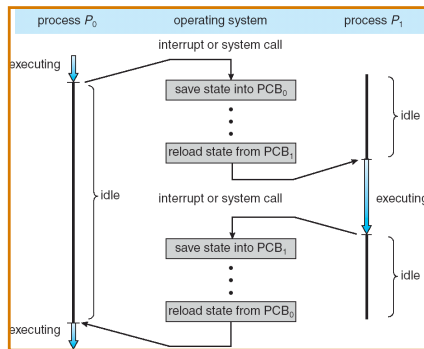 process P₀ operating system process P₁
interrupt or system call
executing
save state into PCB₀
idle
reload state from PCB₁
idle
interrupt or system call
executing
save state into PCB₁
idle
reload state from PCB₀
executing